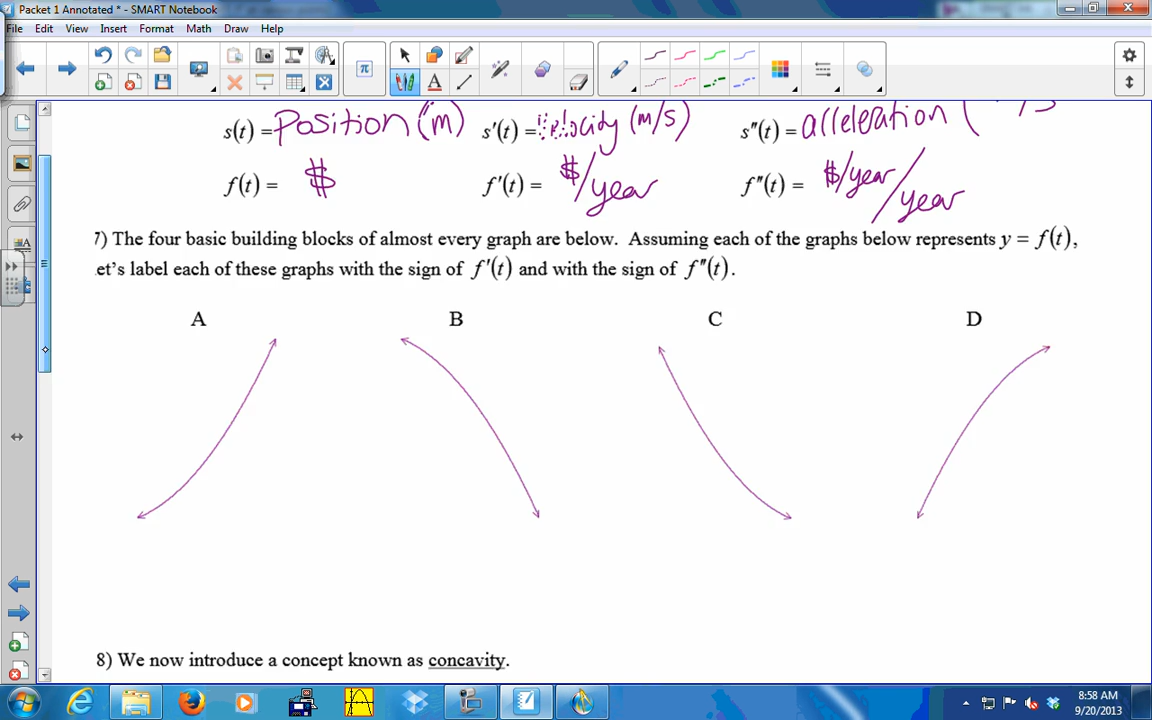 Packet 1 Annotated * - SMART Notebook
File Edit View Insert Format Math Draw Help
s(t) = Position (m) s'(t) = Velocity (m/s) s"(t) = acceleration (
f(t) = $ f'(t) = $/year f"(t) = $/year/year
7) The four basic building blocks of almost every graph are below. Assuming each of the graphs below represents y = f(t),
et's label each of these graphs with the sign of f'(t) and with the sign of f"(t).
A B C D
8) We now introduce a concept known as concavity.
8:58 AM
9/20/2013